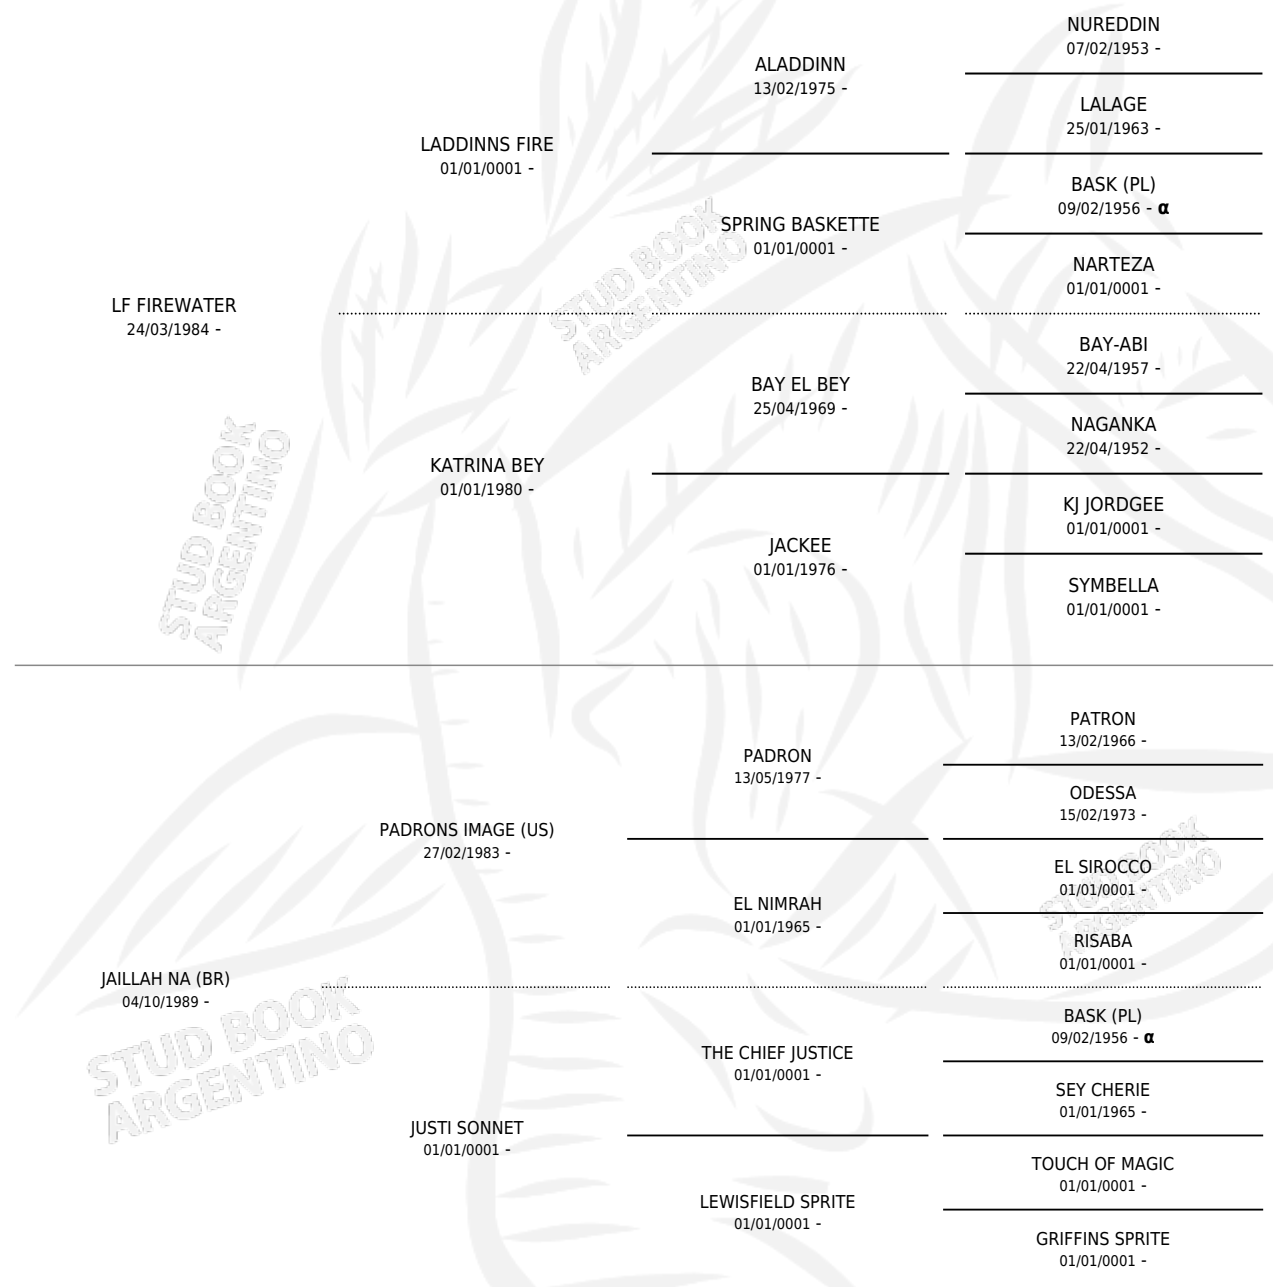 NUREDDIN
07/02/1953 -
ALADDINN
13/02/1975 -
LALAGE
25/01/1963 -
LADDINNS FIRE
01/01/0001 -
BASK (PL)
09/02/1956 - α
SPRING BASKETTE
01/01/0001 -
NARTEZA
01/01/0001 -
LF FIREWATER
24/03/1984 -
BAY-ABI
22/04/1957 -
BAY EL BEY
25/04/1969 -
NAGANKA
22/04/1952 -
KATRINA BEY
01/01/1980 -
KJ JORDGEE
01/01/0001 -
JACKEE
01/01/1976 -
SYMBELLA
01/01/0001 -
STUD BOOK
ARGENTINO
STUD BOOK
ARGENTINO
PATRON
13/02/1966 -
PADRON
13/05/1977 -
ODESSA
15/02/1973 -
PADRONS IMAGE (US)
27/02/1983 -
EL SIROCCO
01/01/0001 -
EL NIMRAH
01/01/1965 -
RISABA
01/01/0001 -
JAILLAH NA (BR)
04/10/1989 -
BASK (PL)
09/02/1956 - α
THE CHIEF JUSTICE
01/01/0001 -
SEY CHERIE
01/01/1965 -
JUSTI SONNET
01/01/0001 -
TOUCH OF MAGIC
01/01/0001 -
LEWISFIELD SPRITE
01/01/0001 -
GRIFFINS SPRITE
01/01/0001 -
STUD BOOK
ARGENTINO
STUD BOOK
ARGENTINO